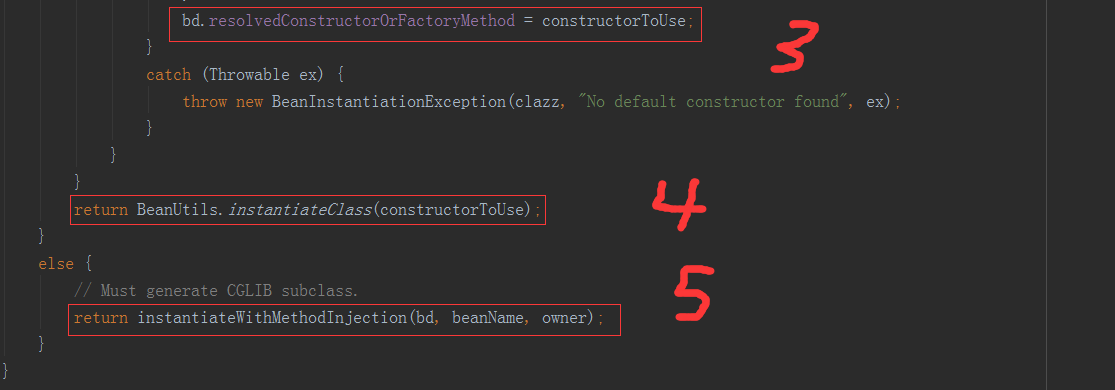 bd.resolvedConstructorOrFactoryMethod = constructorToUse;
3
}
catch (Throwable ex) {
throw new BeanInstantiationException(clazz, "No default constructor found", ex);
}
}
}
return BeanUtils.instantiateClass(constructorToUse);
4
}
else {
5
// Must generate CGLIB subclass.
return instantiateWithMethodInjection(bd, beanName, owner);
}
}